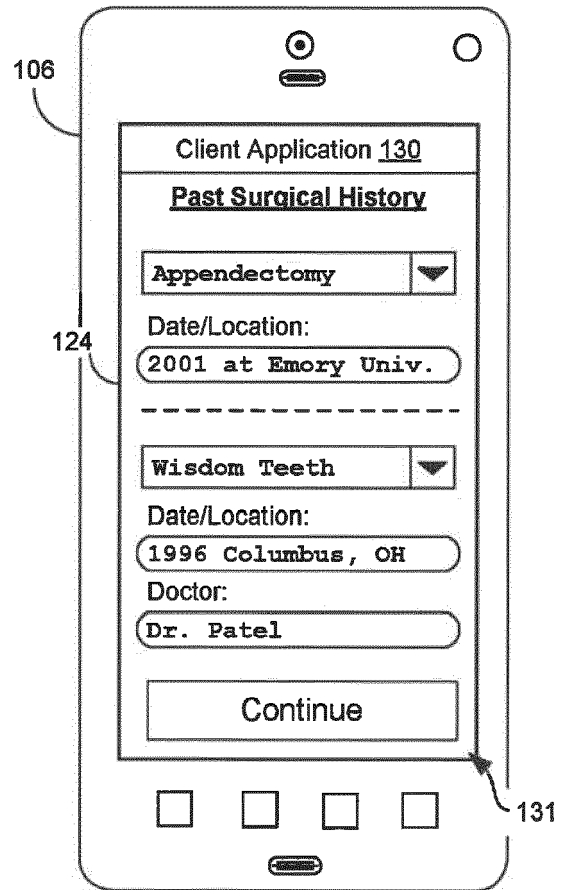 106
Client Application 130
Past Surgical History
Appendectomy
Date/Location:
124
2001 at Emory Univ.
Wisdom Teeth
Date/Location:
1996 Columbus, OH
Doctor:
Dr. Patel
Continue
131